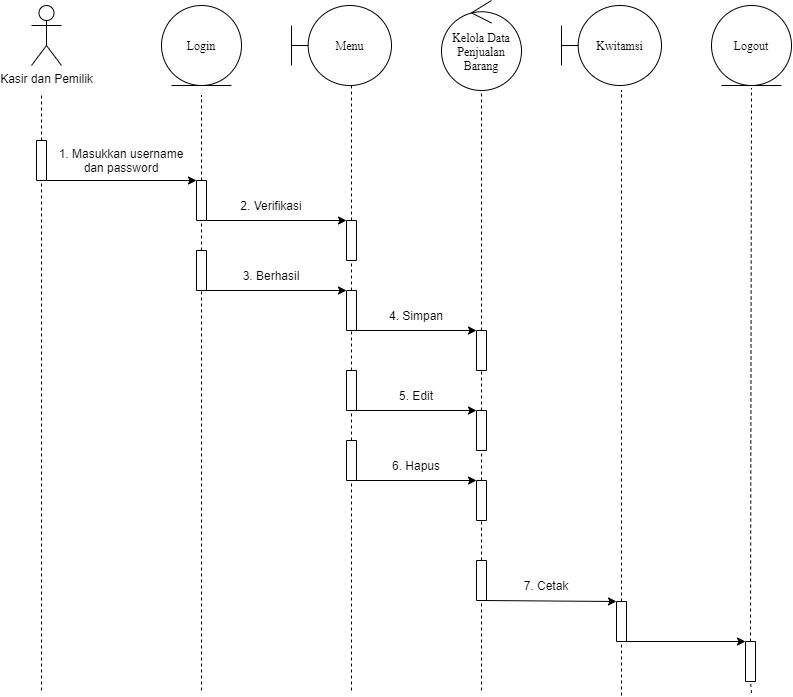 Kasir dan Pemilik
Login
Menu
Kelola Data
Penjualan
Barang
Kwitamsi
Logout
1. Masukkan username
dan password
2. Verifikasi
3. Berhasil
4. Simpan
5. Edit
6. Hapus
7. Cetak